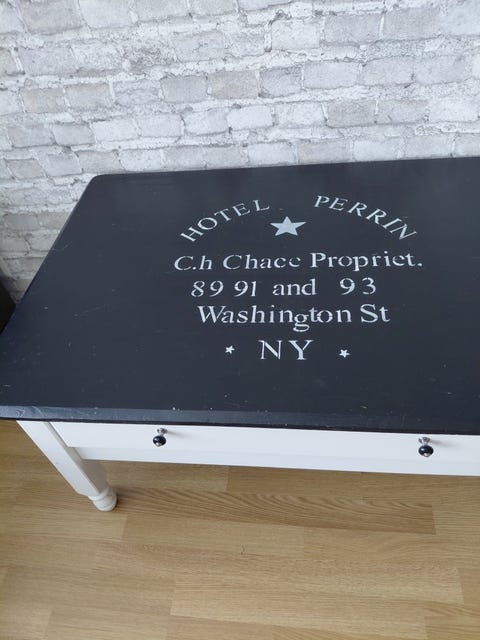 HOTEL PERRIN
C.h Chace Propriet.
89 91 and 93
Washington St
NY